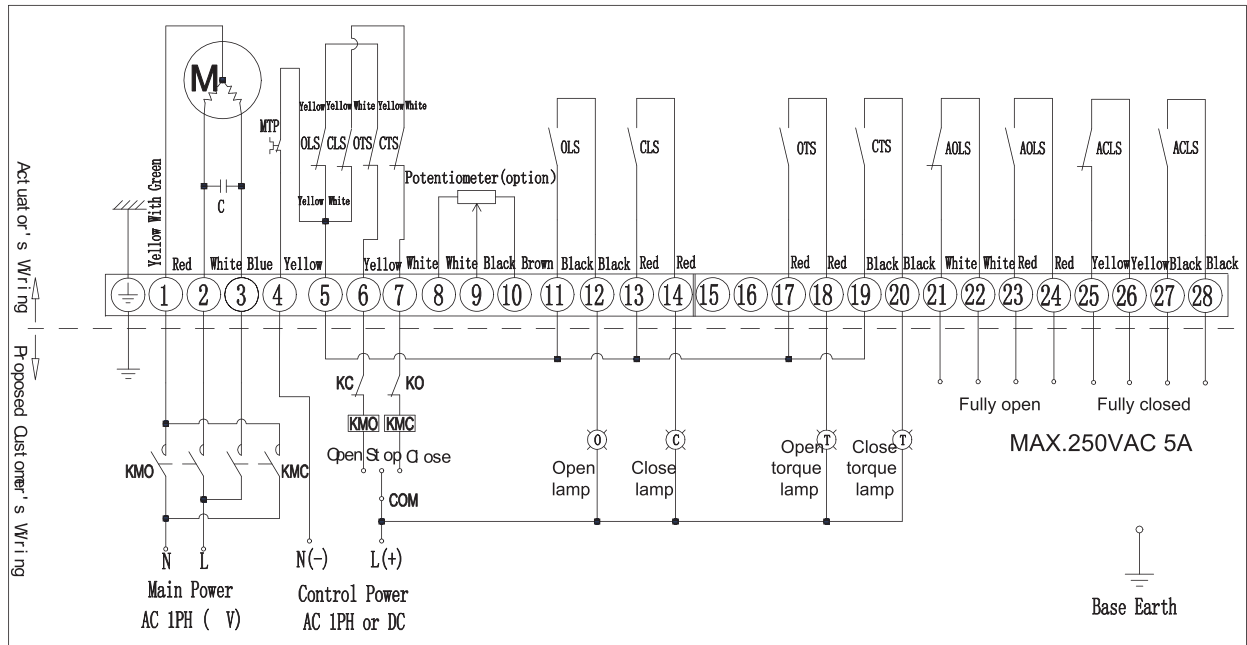 M
MTP
Yellow Yellow White Yellow White
OLS CLS OTS CTS
OLS
CLS
OTS
CTS
AOLS
AOLS
ACLS
ACLS
Potentiometer(option)
C
Yellow White
Actuator's Wiring
Yellow With Green
Red White Blue Yellow Yellow White White Black Brown Black Black Red Red Red Red Black Black White White Red Red Yellow Yellow Black Black
1 2 3 4 5 6 7 8 9 10 11 12 13 14 15 16 17 18 19 20 21 22 23 24 25 26 27 28
Proposed Customer's Wiring
KC
KO
KMO
KMC
Open Stop Close
KMO
KMC
COM
O
C
T
T
Open
lamp
Close
lamp
Open
torque
lamp
Close
torque
lamp
Fully open
Fully closed
MAX.250VAC 5A
N
L
N(-)
L(+)
Main Power
AC 1PH ( V)
Control Power
AC 1PH or DC
Base Earth